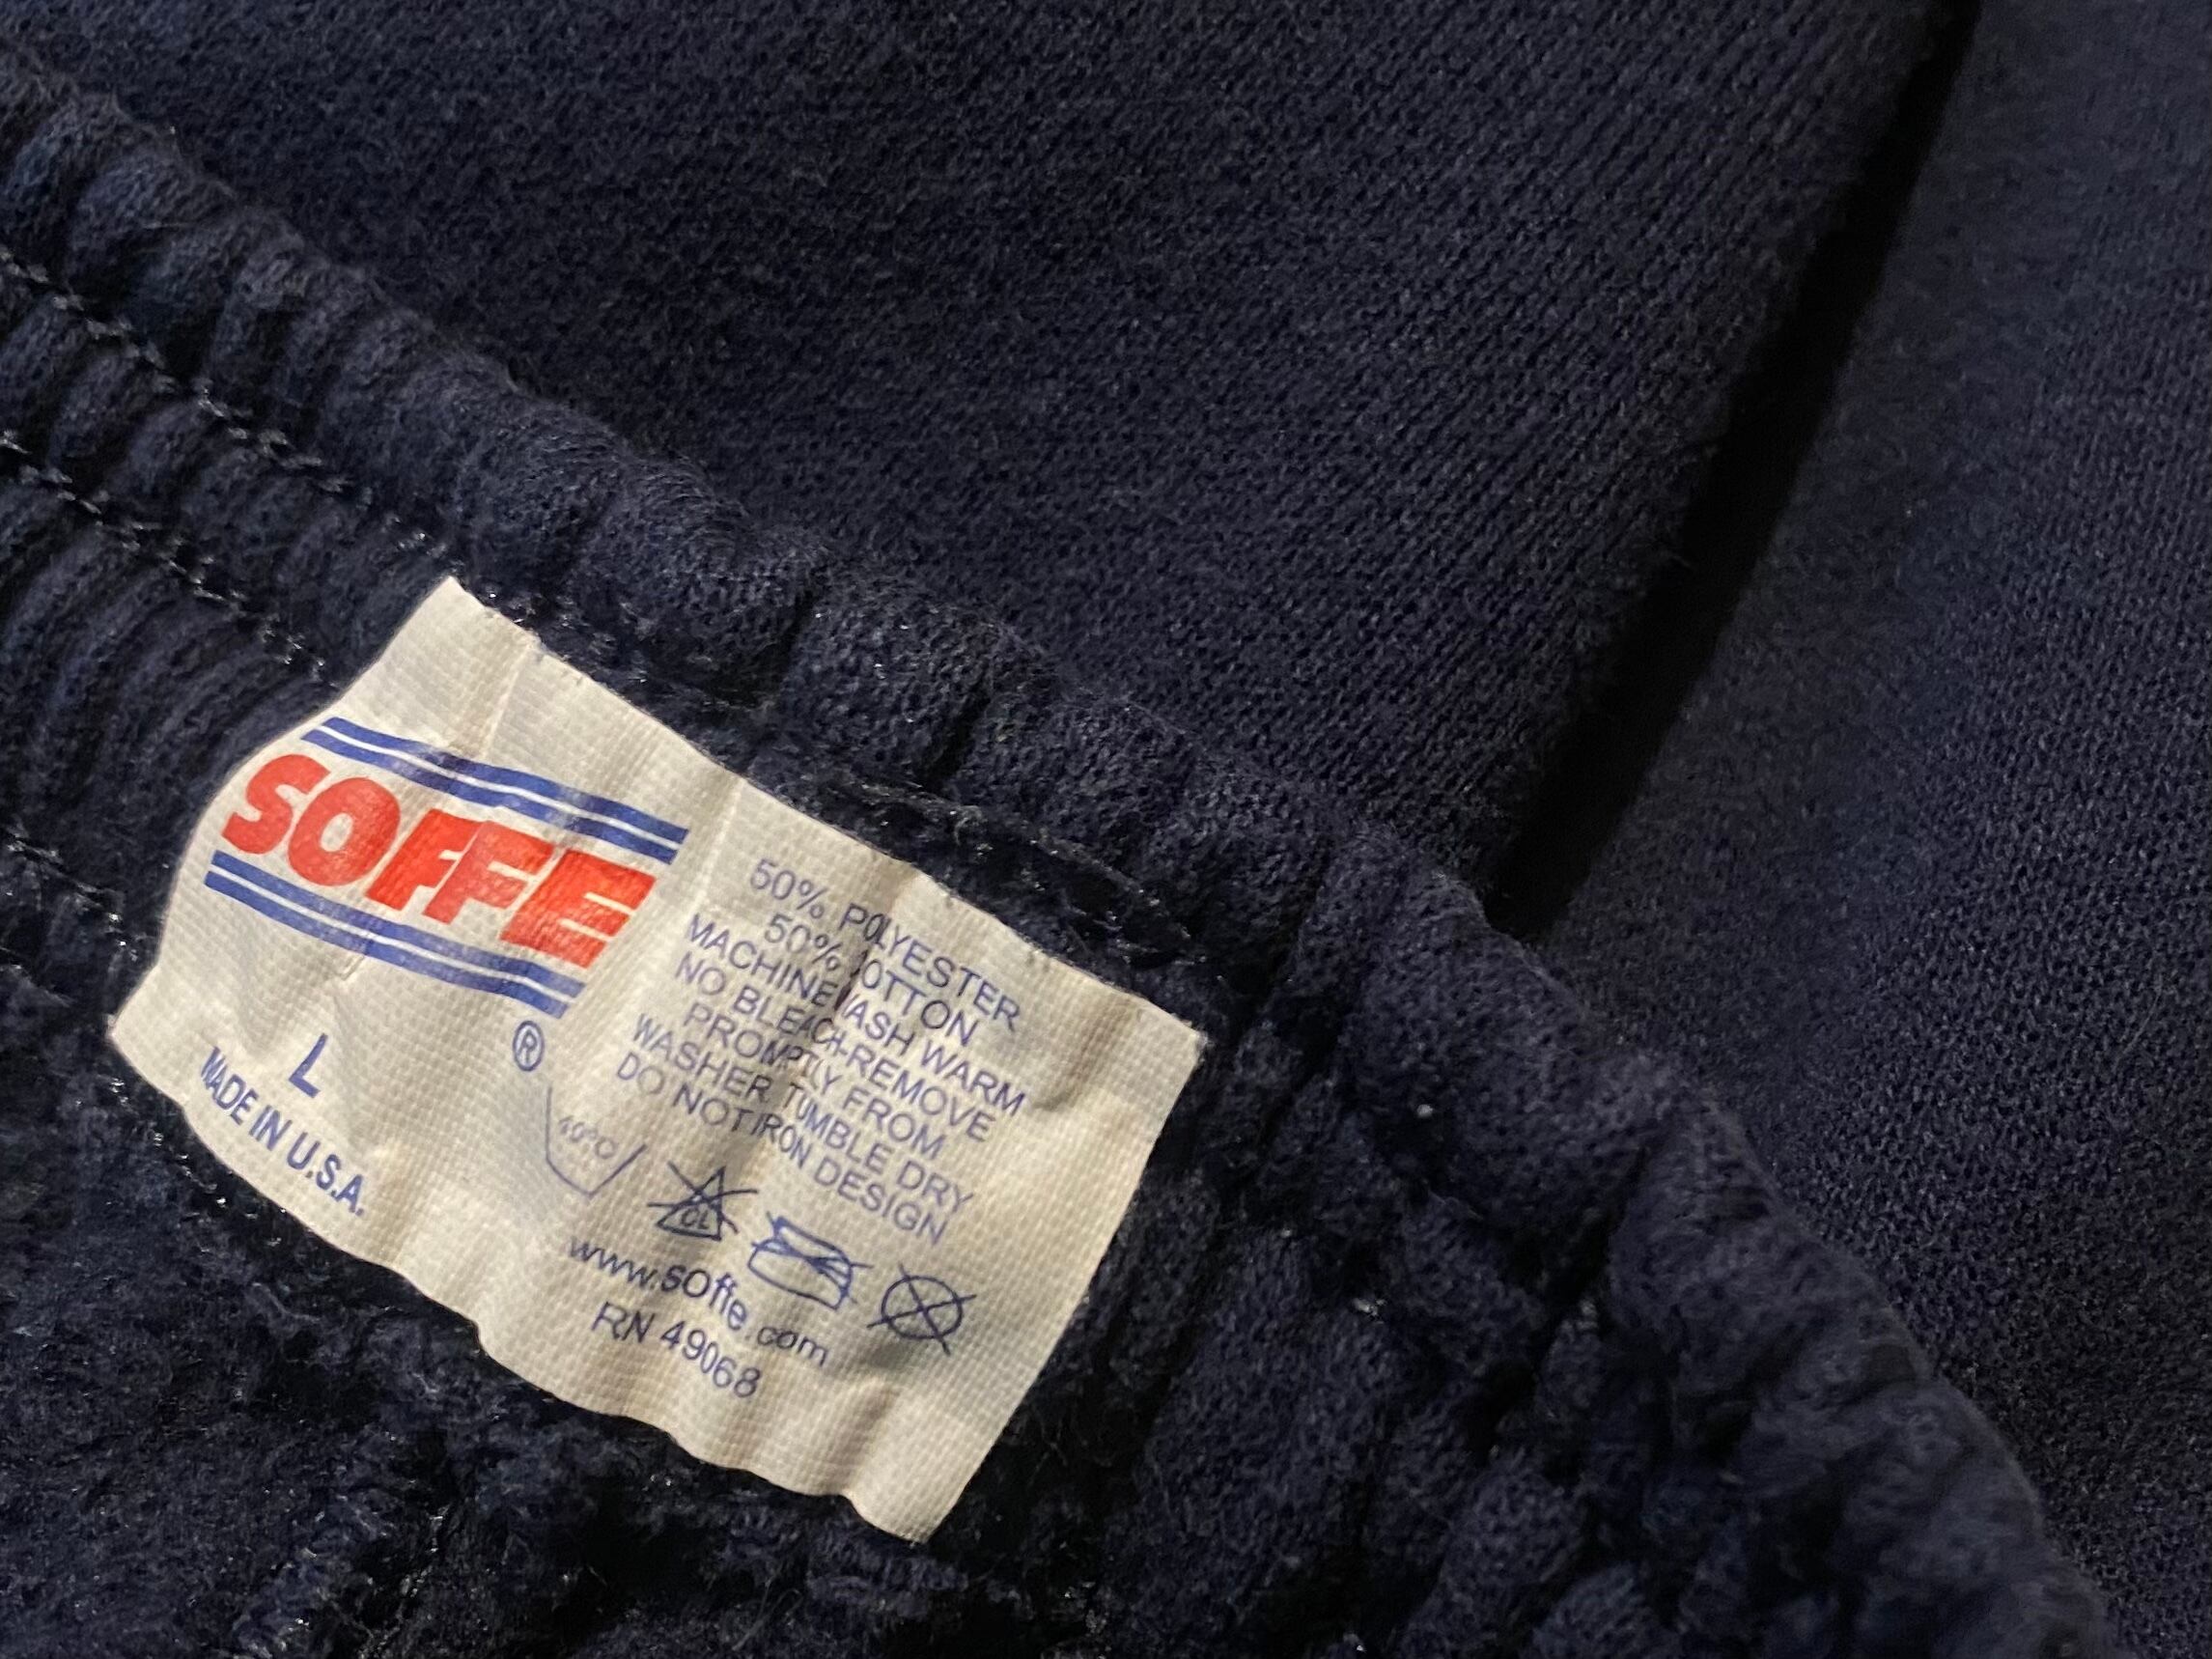 SOFFE
®
L
MADE IN U.S.A.
50% POLYESTER
50% COTTON
MACHINE WASH WARM
NO BLEACH-REMOVE
PROMPTLY FROM
WASHER TUMBLE DRY
DO NOT IRON DESIGN
40°C
CL
www.soffe.com
RN 49068